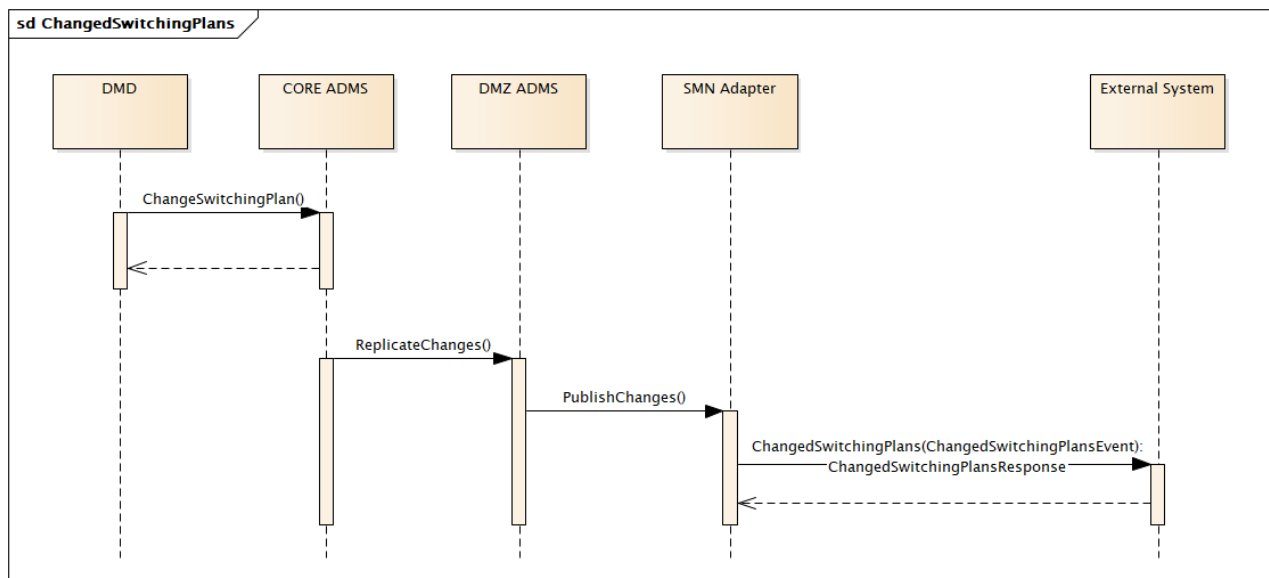 sd ChangedSwitchingPlans
DMD
CORE ADMS
DMZ ADMS
SMN Adapter
External System
ChangeSwitchingPlan()
ReplicateChanges()
PublishChanges()
ChangedSwitchingPlans(ChangedSwitchingPlansEvent):
ChangedSwitchingPlansResponse